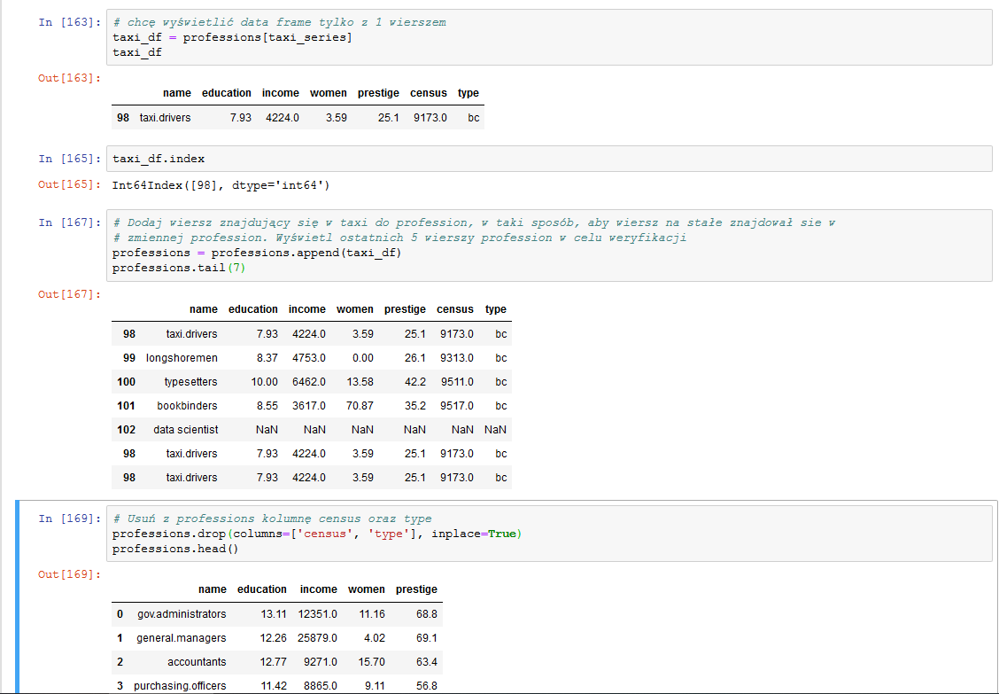 In [163]: # chcę wyświetlić data frame tylko z 1 wierszem
taxi_df = professions[taxi_series]
taxi_df
Out[163]:
name education income women prestige census type
98 taxi.drivers 7.93 4224.0 3.59 25.1 9173.0 bc
In [165]: taxi_df.index
Out[165]: Int64Index([98], dtype='int64')
In [167]: # Dodaj wiersz znajdujący się w taxi do profession, w taki sposób, aby wiersz na stałe znajdował sie w
# zmiennej profession. Wyświetl ostatnich 5 wierszy profession w celu weryfikacji
professions = professions.append(taxi_df)
professions.tail(7)
Out[167]:
name education income women prestige census type
98 taxi.drivers 7.93 4224.0 3.59 25.1 9173.0 bc
99 longshoremen 8.37 4753.0 0.00 26.1 9313.0 bc
100 typesetters 10.00 6462.0 13.58 42.2 9511.0 bc
101 bookbinders 8.55 3617.0 70.87 35.2 9517.0 bc
102 data scientist NaN NaN NaN NaN NaN NaN
98 taxi.drivers 7.93 4224.0 3.59 25.1 9173.0 bc
98 taxi.drivers 7.93 4224.0 3.59 25.1 9173.0 bc
In [169]: # Usuń z professions kolumnę census oraz type
professions.drop(columns=['census', 'type'], inplace=True)
professions.head()
Out[169]:
name education income women prestige
0 gov.administrators 13.11 12351.0 11.16 68.8
1 general.managers 12.26 25879.0 4.02 69.1
2 accountants 12.77 9271.0 15.70 63.4
3 purchasing.officers 11.42 8865.0 9.11 56.8